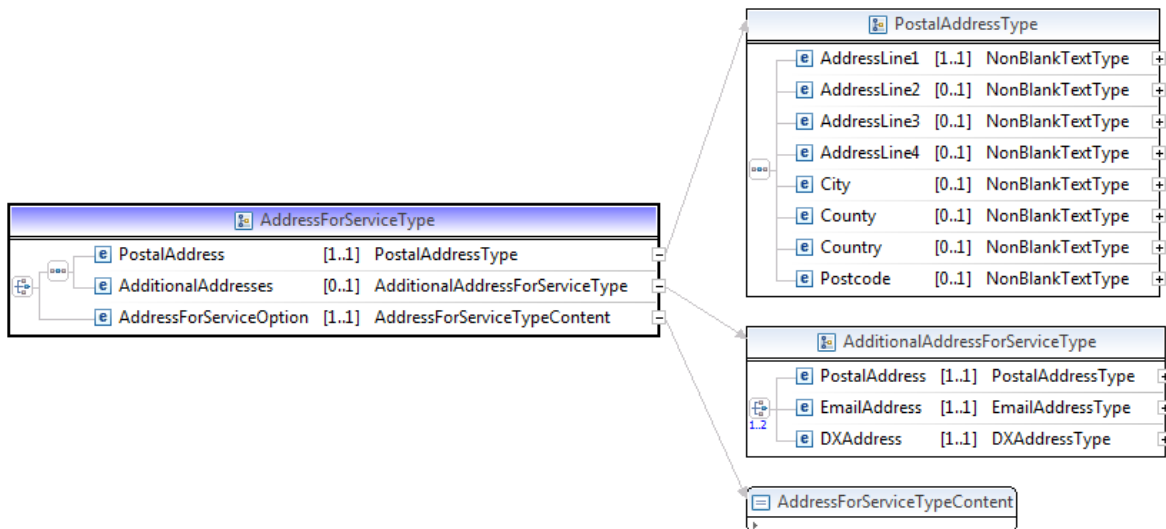 AddressForServiceType
PostalAddress [1..1] PostalAddressType
AdditionalAddresses [0..1] AdditionalAddressForServiceType
AddressForServiceOption [1..1] AddressForServiceTypeContent
PostalAddressType
AddressLine1 [1..1] NonBlankTextType
AddressLine2 [0..1] NonBlankTextType
AddressLine3 [0..1] NonBlankTextType
AddressLine4 [0..1] NonBlankTextType
City [0..1] NonBlankTextType
County [0..1] NonBlankTextType
Country [0..1] NonBlankTextType
Postcode [0..1] NonBlankTextType
AdditionalAddressForServiceType
PostalAddress [1..1] PostalAddressType
EmailAddress [1..1] EmailAddressType
1..2
DXAddress [1..1] DXAddressType
AddressForServiceTypeContent